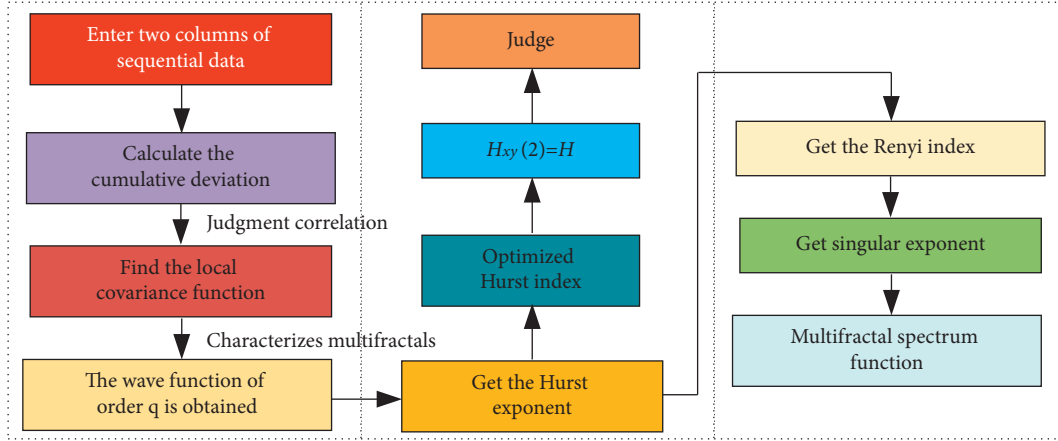 Enter two columns of
sequential data
Calculate the
cumulative deviation
Judgment correlation
Find the local
covariance function
Characterizes multifractals
The wave function of
order q is obtained
Judge
Hxy (2)=H
Optimized
Hurst index
Get the Hurst
exponent
Get the Renyi index
Get singular exponent
Multifractal spectrum
function